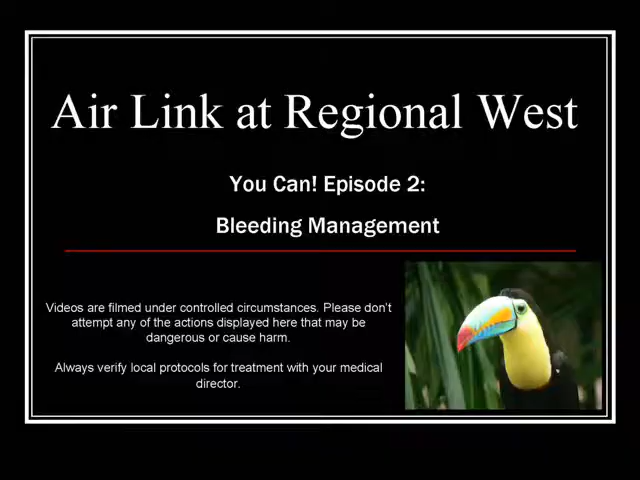 Air Link at Regional West
You Can! Episode 2:
Bleeding Management
Videos are filmed under controlled circumstances. Please don't
attempt any of the actions displayed here that may be
dangerous or cause harm.
Always verify local protocols for treatment with your medical
director.